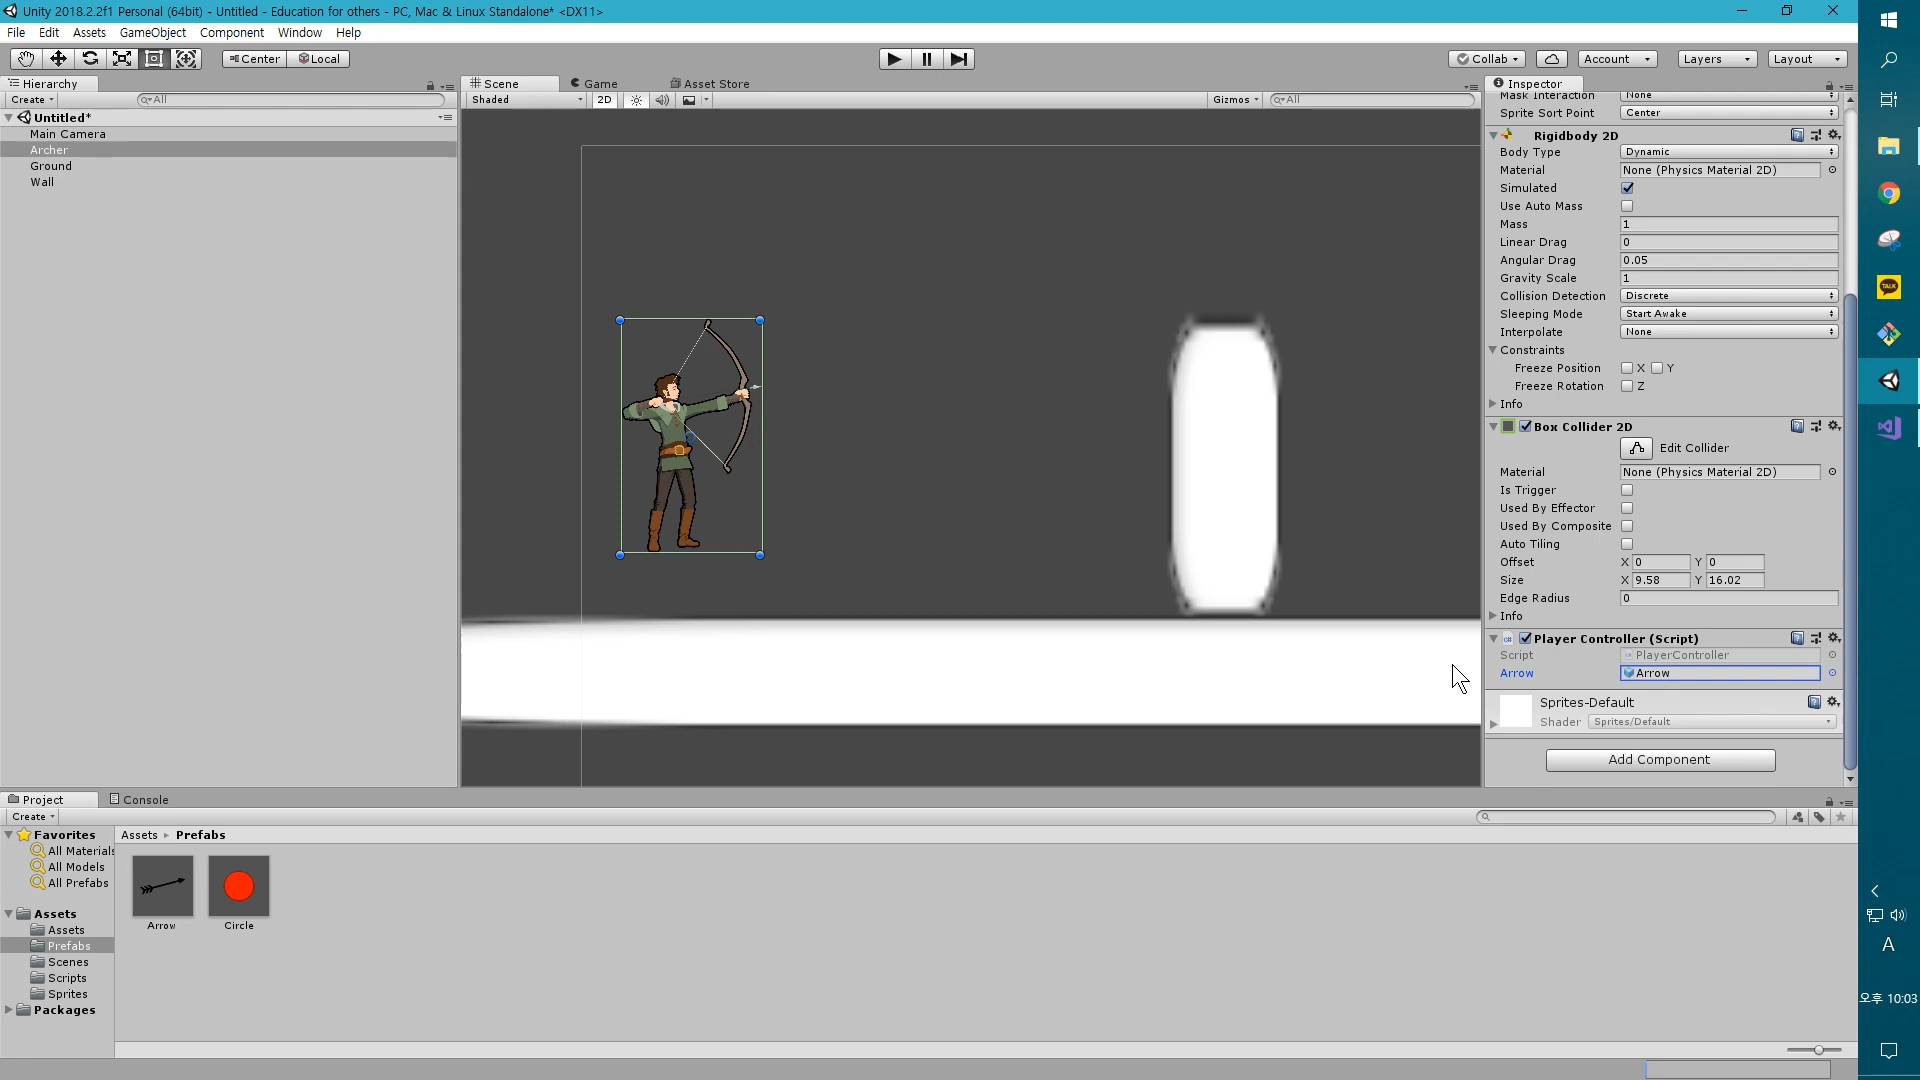 Unity 2018.2.2f1 Personal (64bit) - Untitled - Education for others - PC, Mac & Linux Standalone* <DX11>
File Edit Assets GameObject Component Window Help
Center Local
Collab Account Layers Layout
Hierarchy
Create All
Untitled*
Main Camera
Archer
Ground
Wall
Scene Game Asset Store
Shaded 2D Gizmos All
Inspector
Mask Interaction None
Sprite Sort Point Center
Rigidbody 2D
Body Type Dynamic
Material None (Physics Material 2D)
Simulated
Use Auto Mass
Mass 1
Linear Drag 0
Angular Drag 0.05
Gravity Scale 1
Collision Detection Discrete
Sleeping Mode Start Awake
Interpolate None
Constraints
Freeze Position X Y
Freeze Rotation Z
Info
Box Collider 2D
Edit Collider
Material None (Physics Material 2D)
Is Trigger
Used By Effector
Used By Composite
Auto Tiling
Offset X 0 Y 0
Size X 9.58 Y 16.02
Edge Radius 0
Info
Player Controller (Script)
Script PlayerController
Arrow Arrow
Sprites-Default
Shader Sprites/Default
Add Component
Project Console
Create
Favorites
All Materials
All Models
All Prefabs
Assets
Assets
Prefabs
Scenes
Scripts
Sprites
Packages
Assets Prefabs
Arrow Circle
TALK
A
오후 10:03